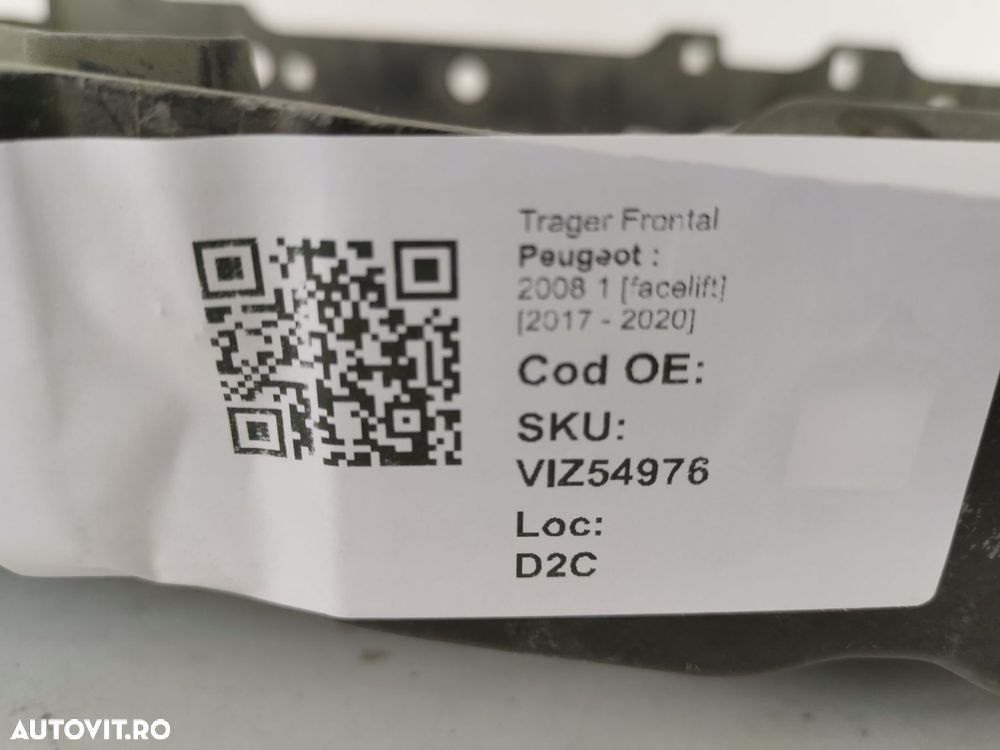 Trager Frontal
Peugeot :
2008 1 [facelift]
[2017 - 2020]
Cod OE:
SKU:
VIZ54976
Loc:
D2C
AUTOVIT.RO